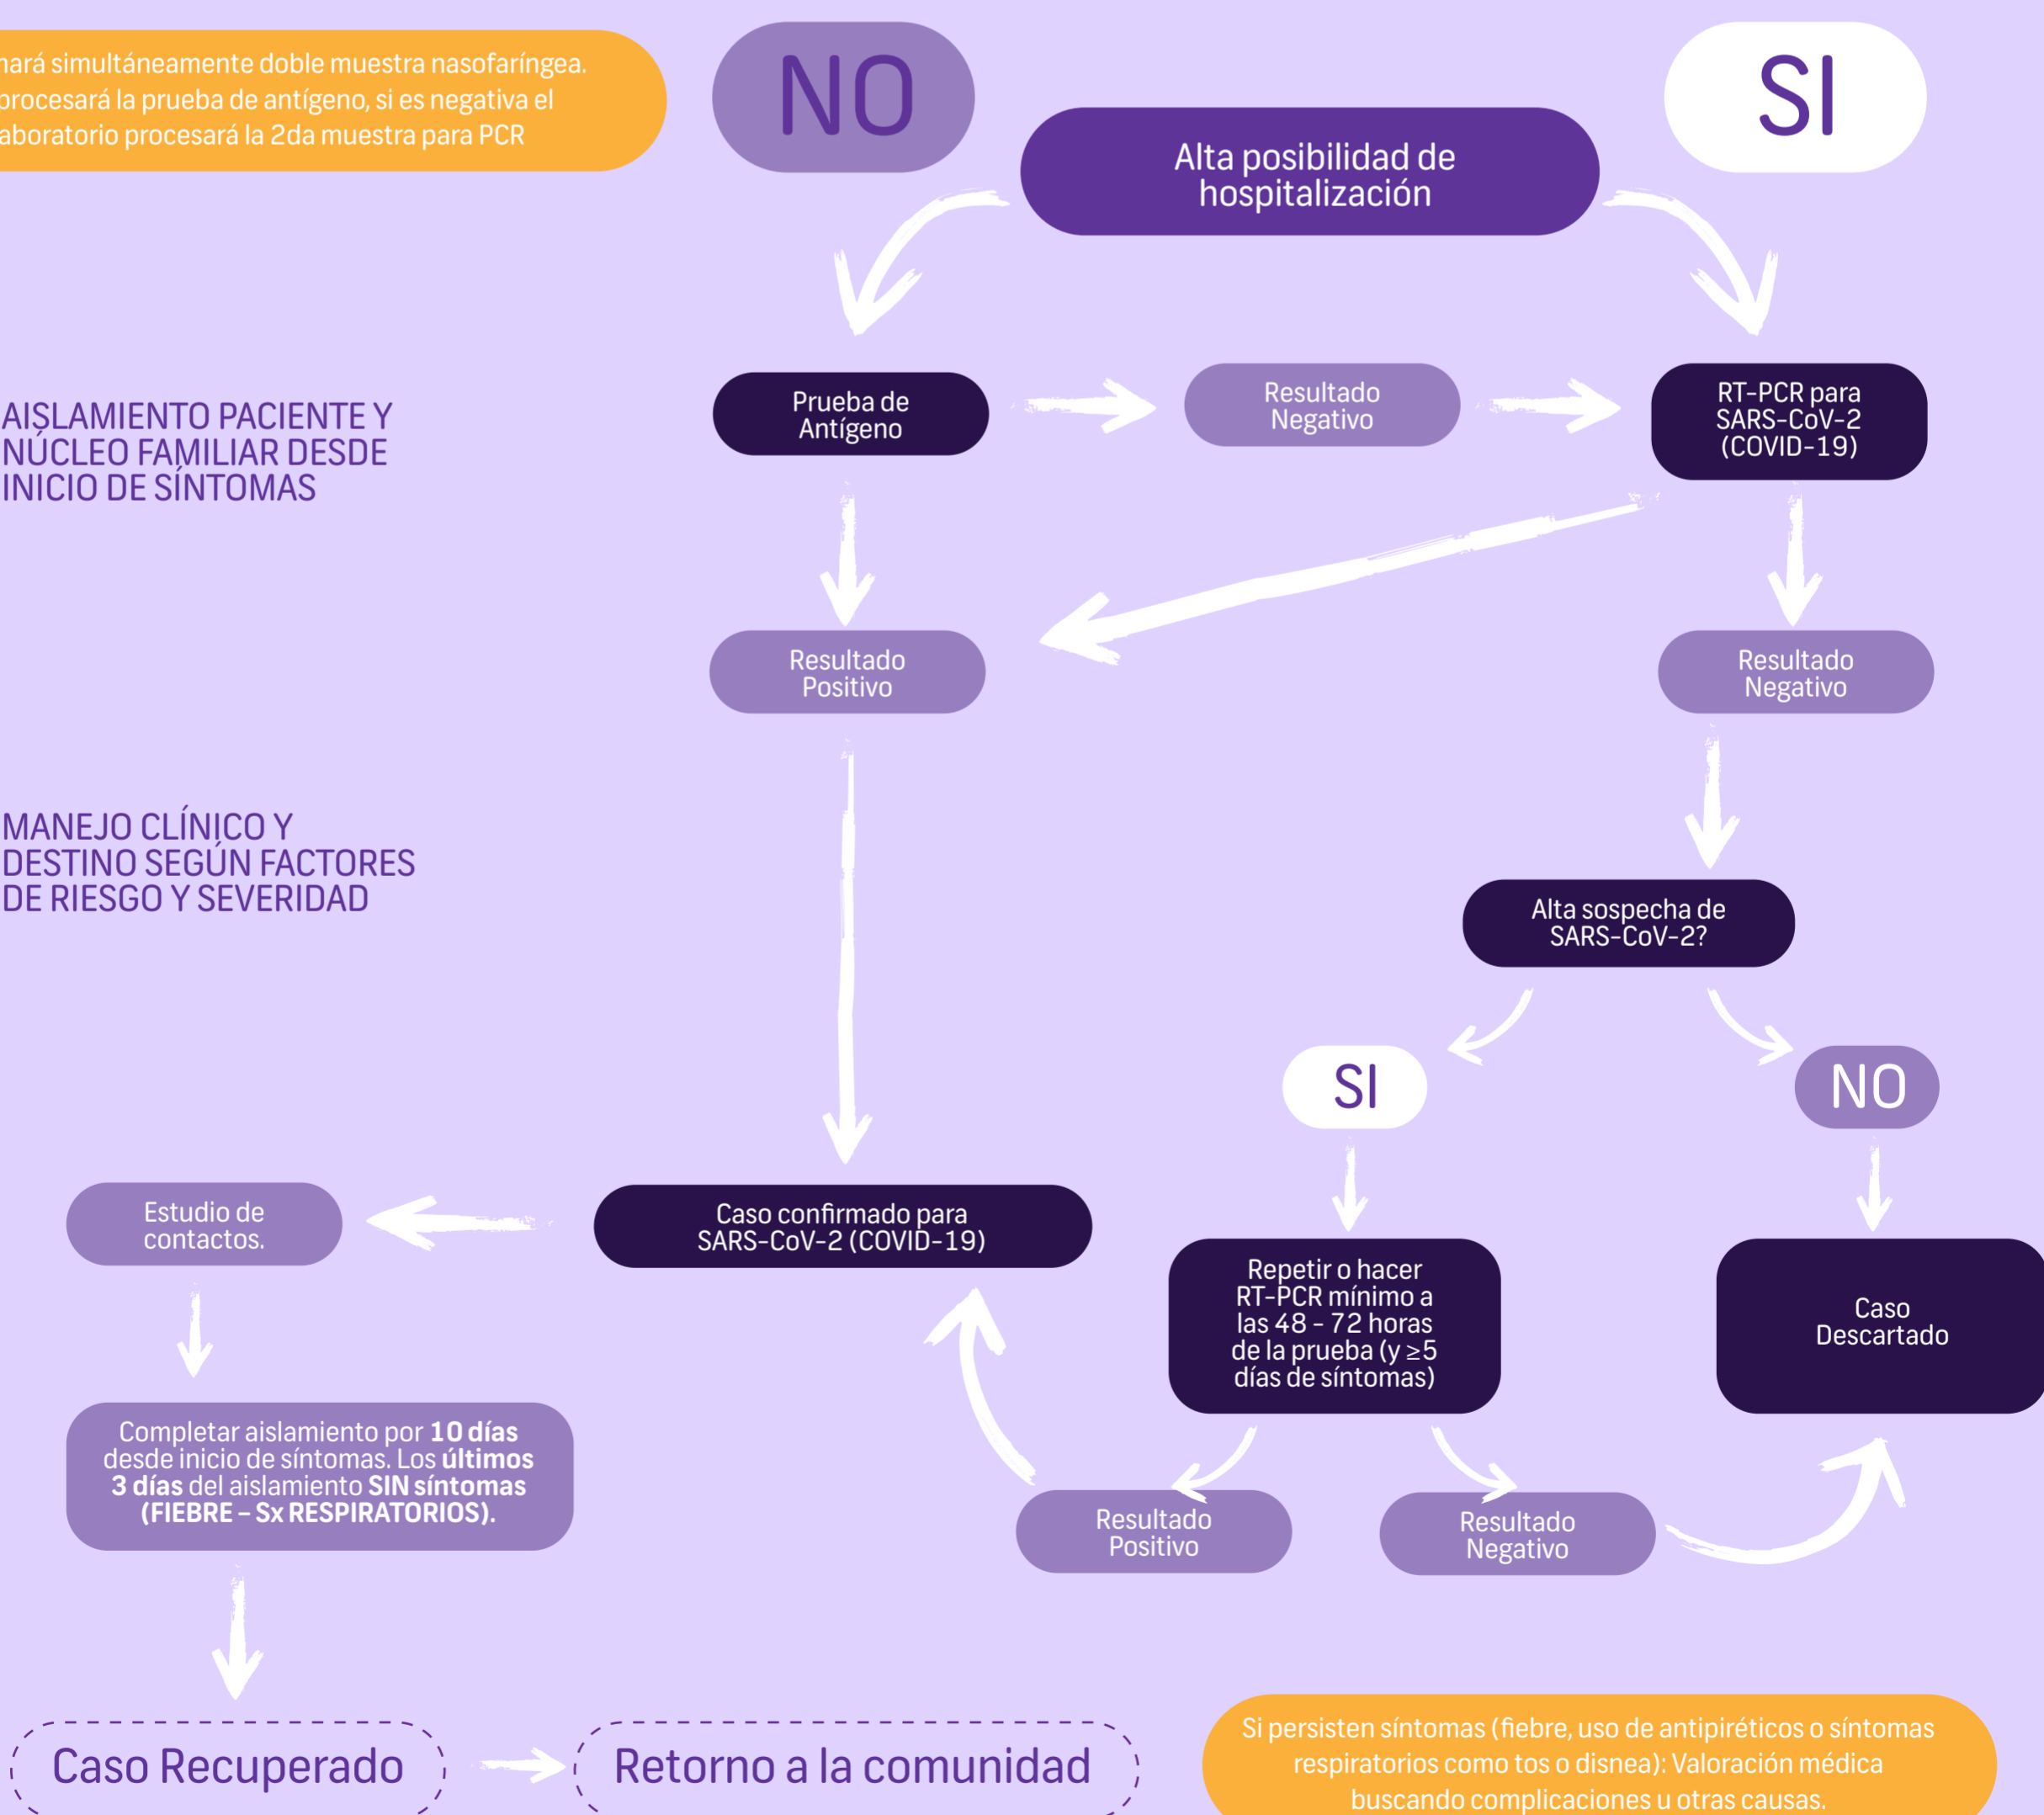 simultáneamente doble muestra nasofaríngea.
procesará la prueba de antígeno, si es negativa el
procesará la 2da muestra para PCR
NO
SI
Alta posibilidad de
hospitalización
AISLAMIENTO PACIENTE Y
NÚCLEO FAMILIAR DESDE
INICIO DE SÍNTOMAS
Prueba de
Antígeno
Resultado
Negativo
RT-PCR para
SARS-CoV-2
(COVID-19)
Resultado
Positivo
Resultado
Negativo
MANEJO CLÍNICO Y
DESTINO SEGÚN FACTORES
DE RIESGO Y SEVERIDAD
Alta sospecha de
SARS-CoV-2?
SI
NO
Estudio de
contactos.
Caso confirmado para
SARS-CoV-2 (COVID-19)
Repetir o hacer
RT-PCR mínimo a
las 48 - 72 horas
de la prueba (y ≥5
días de síntomas)
Caso
Descartado
Completar aislamiento por 10 días
desde inicio de síntomas. Los últimos
3 días del aislamiento SIN síntomas
(FIEBRE – Sx RESPIRATORIOS).
Resultado
Positivo
Resultado
Negativo
Caso Recuperado
Retorno a la comunidad
Si persisten síntomas (fiebre, uso de antipiréticos o síntomas
respiratorios como tos o disnea): Valoración médica
buscando complicaciones u otras causas.